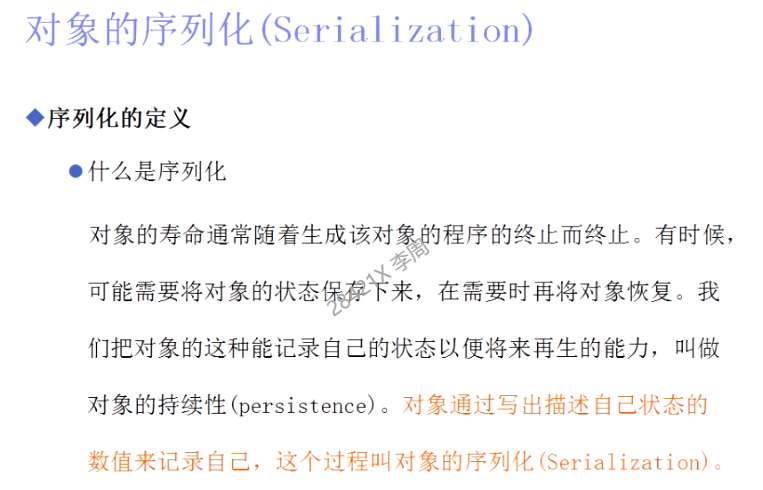 对象的序列化(Serialization)
◆序列化的定义
●什么是序列化
对象的寿命通常随着生成该对象的程序的终止而终止。有时候，
可能需要将对象的状态保存下来，在需要时再将对象恢复。我
们把对象的这种能记录自己的状态以便将来再生的能力，叫做
对象的持续性(persistence)。对象通过写出描述自己状态的
数值来记录自己，这个过程叫对象的序列化(Serialization)。
28421X 李周